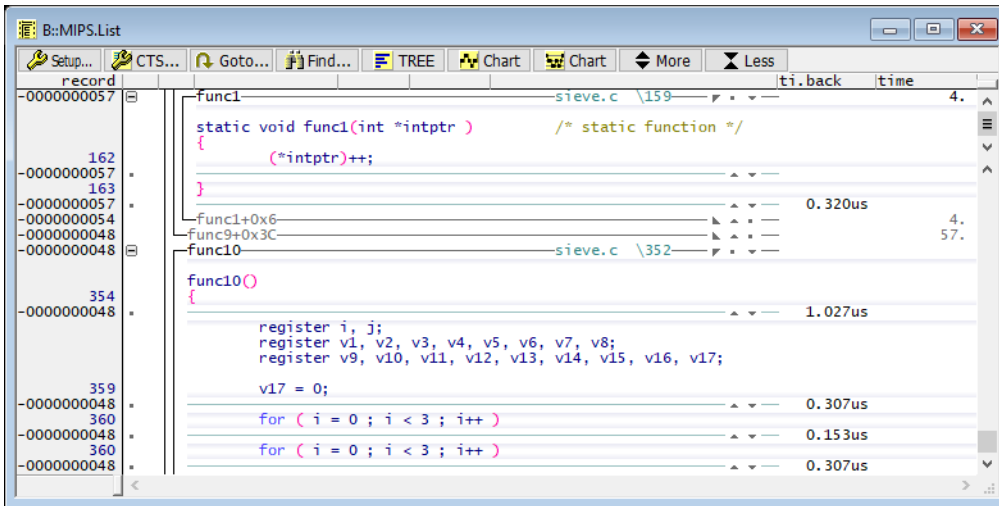 B::MIPS.List
Setup... CTS... Goto... Find... TREE Chart Chart More Less
record ti.back time
-0000000057 func1 sieve.c \159 4.
static void func1(int *intptr ) /* static function */
{
162 (*intptr)++;
-0000000057
163 }
-0000000057 0.320us
-0000000054 func1+0x6 4.
-0000000048 func9+0x3C 57.
-0000000048 func10 sieve.c \352
func10()
354 {
-0000000048 1.027us
register i, j;
register v1, v2, v3, v4, v5, v6, v7, v8;
register v9, v10, v11, v12, v13, v14, v15, v16, v17;
359 v17 = 0;
-0000000048 0.307us
360 for ( i = 0 ; i < 3 ; i++ )
-0000000048 0.153us
360 for ( i = 0 ; i < 3 ; i++ )
-0000000048 0.307us